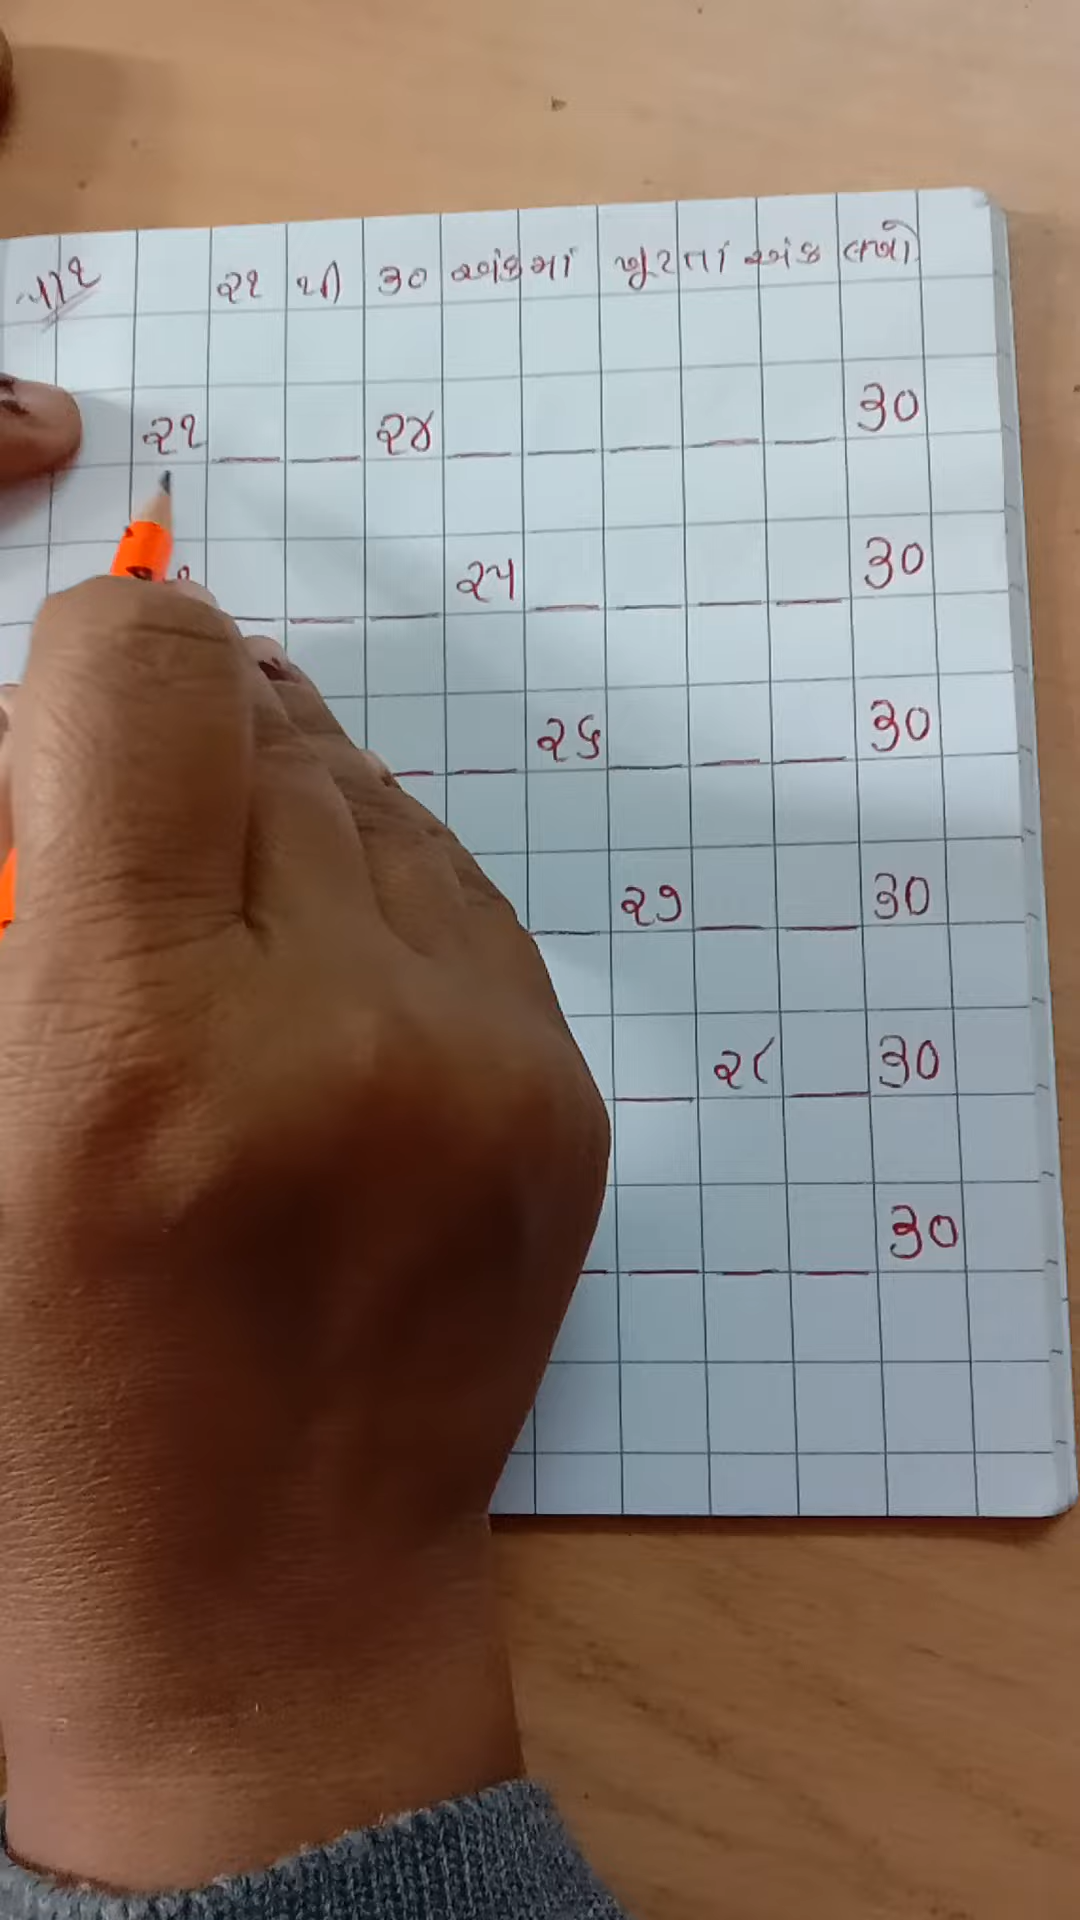 ૨૧ થી ૩૦ અંકમાં ખૂટતાં અંક લખો
૨૧ _ _ ૨૪ _ _ _ _ _ ૩૦
_ _ _ ૨૫ _ _ _ _ ૩૦
_ _ ૨૬ _ _ _ ૩૦
_ ૨૭ _ _ ૩૦
_ ૨૮ _ ૩૦
_ _ _ _ ૩૦